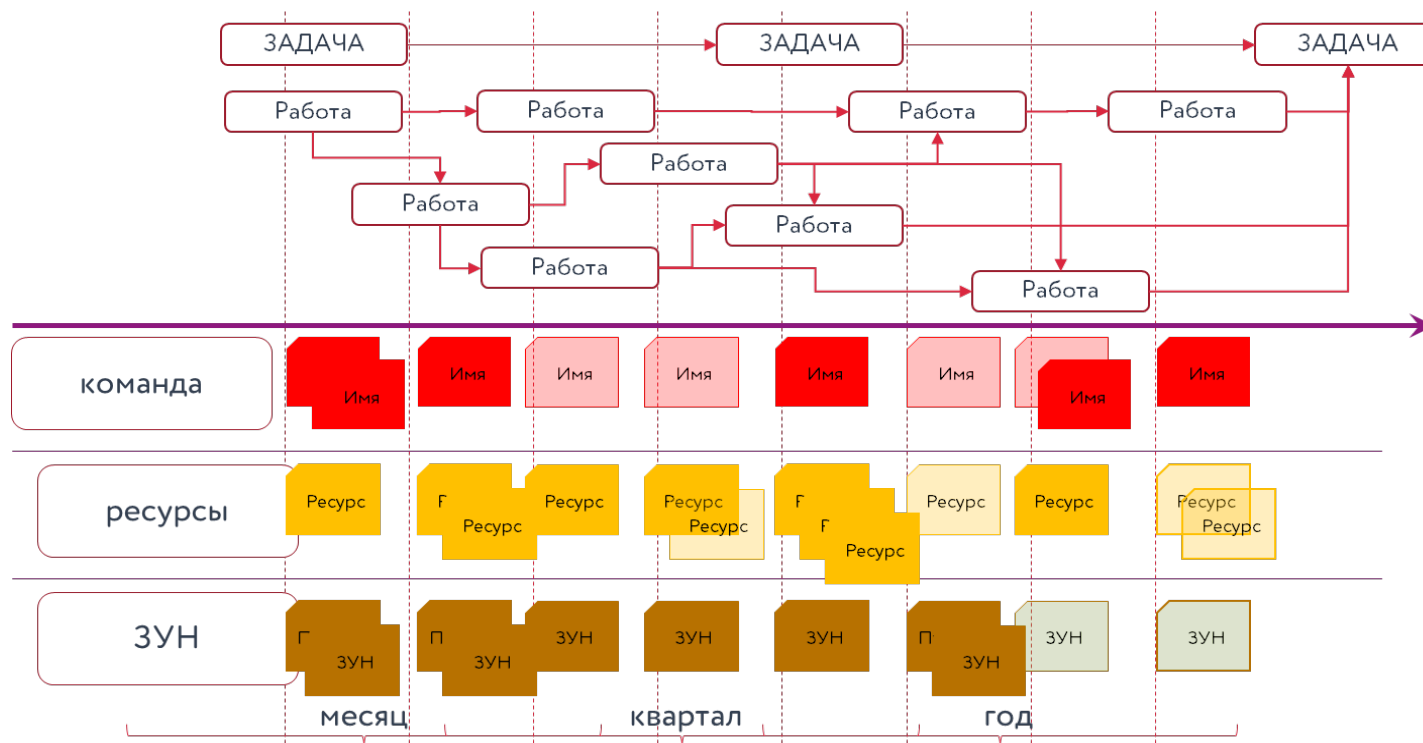 ЗАДАЧА ЗАДАЧА ЗАДАЧА
Работа Работа Работа Работа
Работа
Работа
Работа
Работа
Работа
команда Имя Имя Имя Имя Имя Имя Имя Имя
ресурсы Ресурс Ресурс Ресурс Ресурс Ресурс Ресурс Ресурс Ресурс Ресурс Ресурс
ЗУН ЗУН ЗУН ЗУН ЗУН ЗУН ЗУН ЗУН ЗУН
месяц квартал год